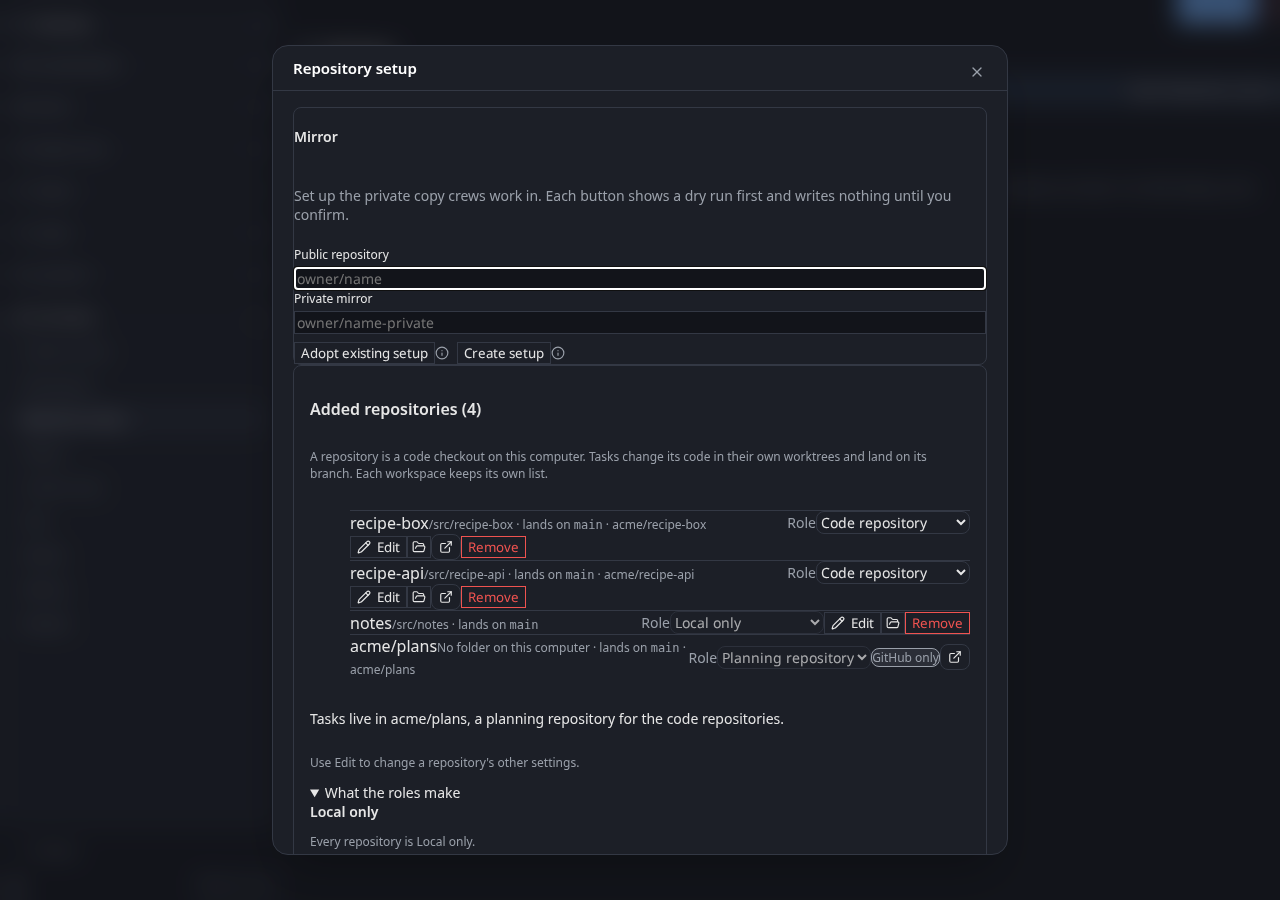 Repository setup
Mirror
Set up the private copy crews work in. Each button shows a dry run first and writes nothing until you
confirm.
Public repository
owner/name
Private mirror
owner/name-private
Adopt existing setup Create setup
Added repositories (4)
A repository is a code checkout on this computer. Tasks change its code in their own worktrees and land on its
branch. Each workspace keeps its own list.
recipe-box/src/recipe-box · lands on main · acme/recipe-box Role Code repository
Edit Remove
recipe-api/src/recipe-api · lands on main · acme/recipe-api Role Code repository
Edit Remove
notes/src/notes · lands on main Role Local only Edit Remove
acme/plansNo folder on this computer · lands on main ·
acme/plans Role Planning repository GitHub only
Tasks live in acme/plans, a planning repository for the code repositories.
Use Edit to change a repository's other settings.
▼ What the roles make
Local only
Every repository is Local only.